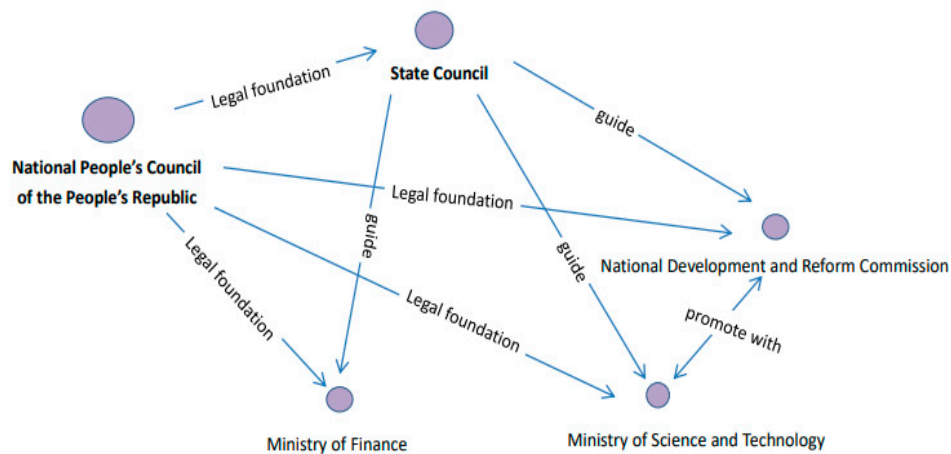 Legal foundation
State Council
guide
National People's Council
of the People's Republic
Legal foundation
Legal foundation
guide
guide
National Development and Reform Commission
Legal foundation
promote with
Ministry of Finance
Ministry of Science and Technology